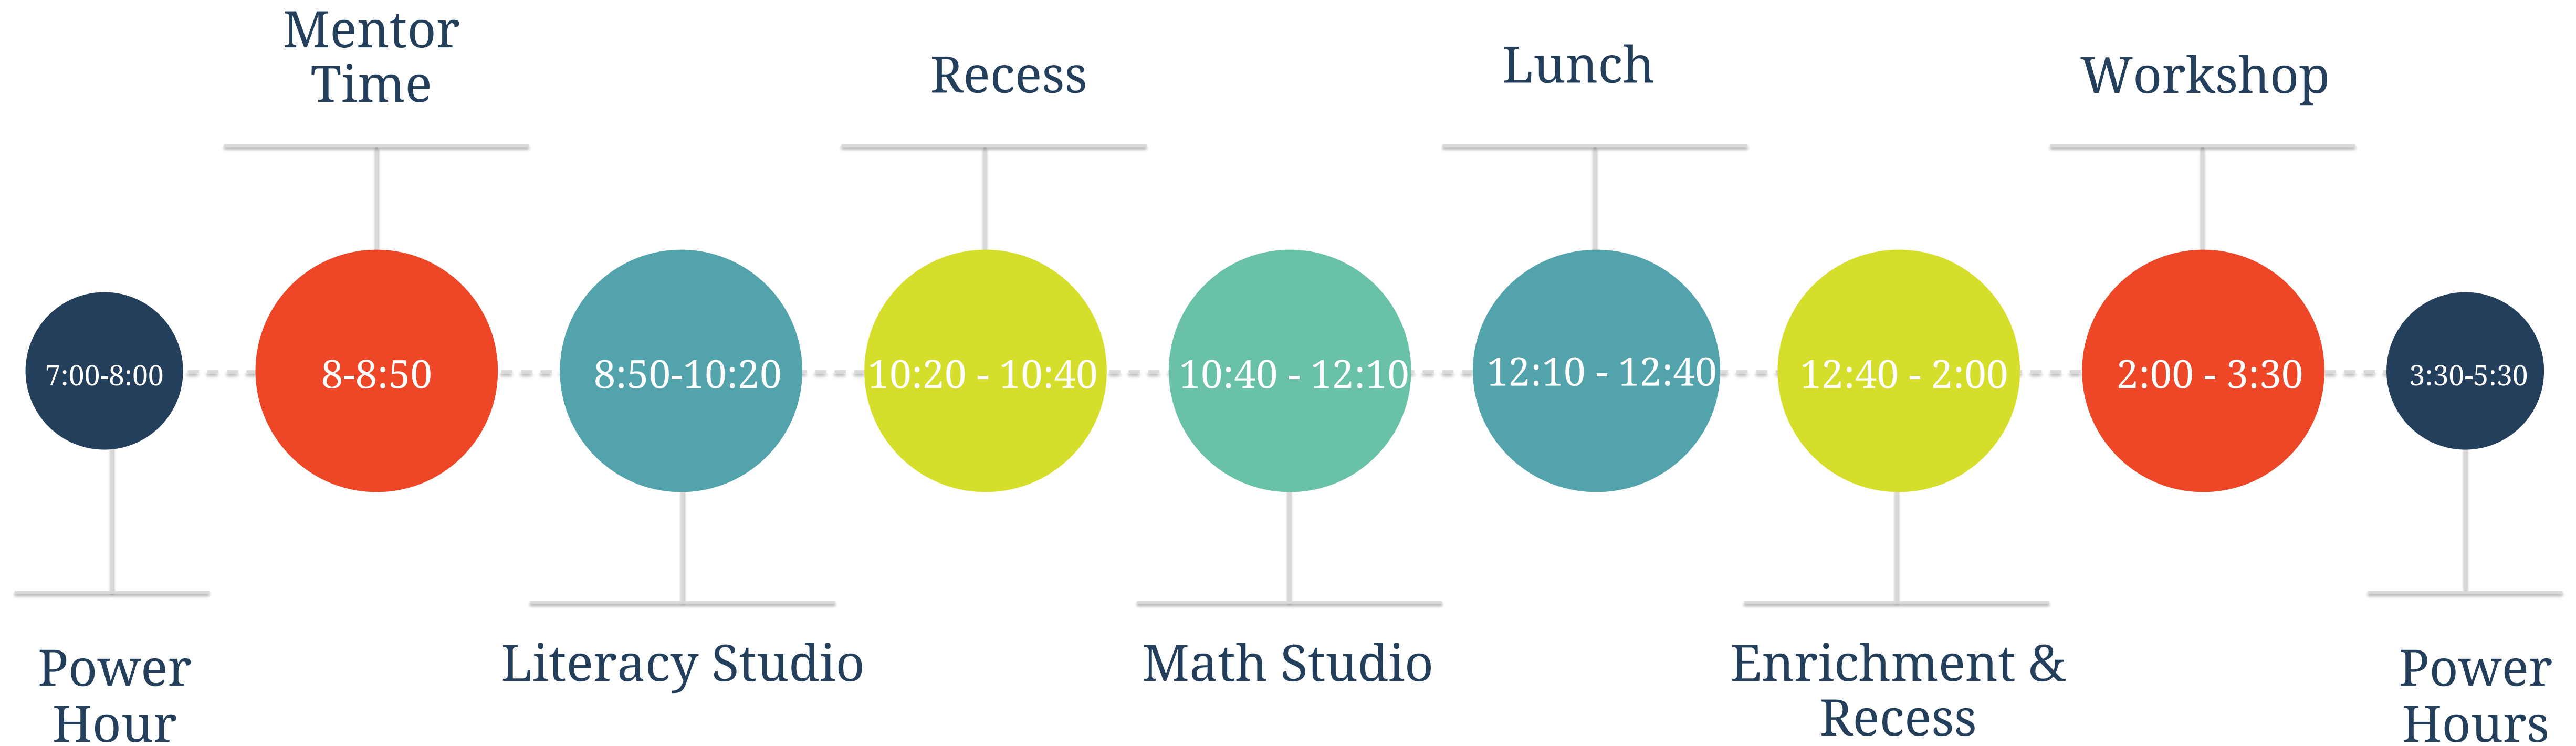 Mentor
Time
Recess
Lunch
Workshop
7:00-8:00
8-8:50
8:50-10:20
10:20 - 10:40
10:40 - 12:10
12:10 - 12:40
12:40 - 2:00
2:00 - 3:30
3:30-5:30
Power
Hour
Literacy Studio
Math Studio
Enrichment &
Recess
Power
Hours